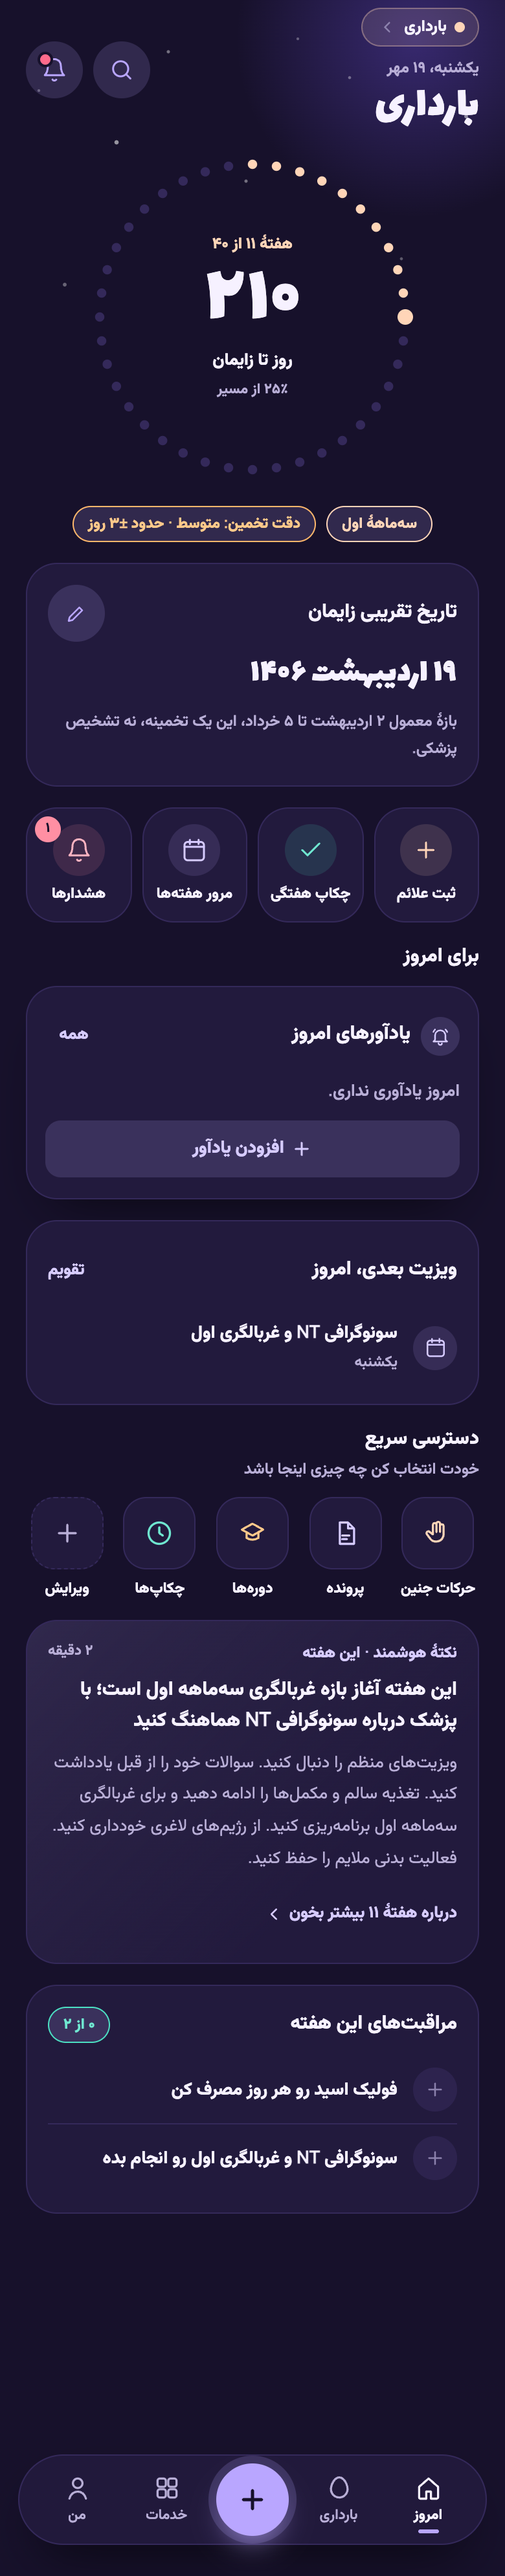 بارداری
یکشنبه، ۱۹ مهر
بارداری
هفتهٔ ۱۱ از ۴۰
۲۱۰
روز تا زایمان
۲۵٪ از مسیر
سه‌ماههٔ اول
دقت تخمین: متوسط · حدود ±۳ روز
تاریخ تقریبی زایمان
۱۹ اردیبهشت ۱۴۰۶
بازهٔ معمول ۲ اردیبهشت تا ۵ خرداد، این یک تخمینه، نه تشخیص
پزشکی.
ثبت علائم
چکاپ هفتگی
مرور هفته‌ها
۱
هشدارها
برای امروز
یادآورهای امروز
همه
امروز یادآوری نداری.
افزودن یادآور
ویزیت بعدی، امروز
تقویم
سونوگرافی NT و غربالگری اول
یکشنبه
دسترسی سریع
خودت انتخاب کن چه چیزی اینجا باشد
حرکات جنین
پرونده
دوره‌ها
چکاپ‌ها
ویرایش
نکتهٔ هوشمند · این هفته
۲ دقیقه
این هفته آغاز بازه غربالگری سه‌ماهه اول است؛ با
پزشک درباره سونوگرافی NT هماهنگ کنید
ویزیت‌های منظم را دنبال کنید. سوالات خود را از قبل یادداشت
کنید. تغذیه سالم و مکمل‌ها را ادامه دهید و برای غربالگری
سه‌ماهه اول برنامه‌ریزی کنید. از رژیم‌های لاغری خودداری کنید.
فعالیت بدنی ملایم را حفظ کنید.
درباره هفتهٔ ۱۱ بیشتر بخون
مراقبت‌های این هفته
۰ از ۲
فولیک اسید رو هر روز مصرف کن
سونوگرافی NT و غربالگری اول رو انجام بده
امروز
بارداری
خدمات
من